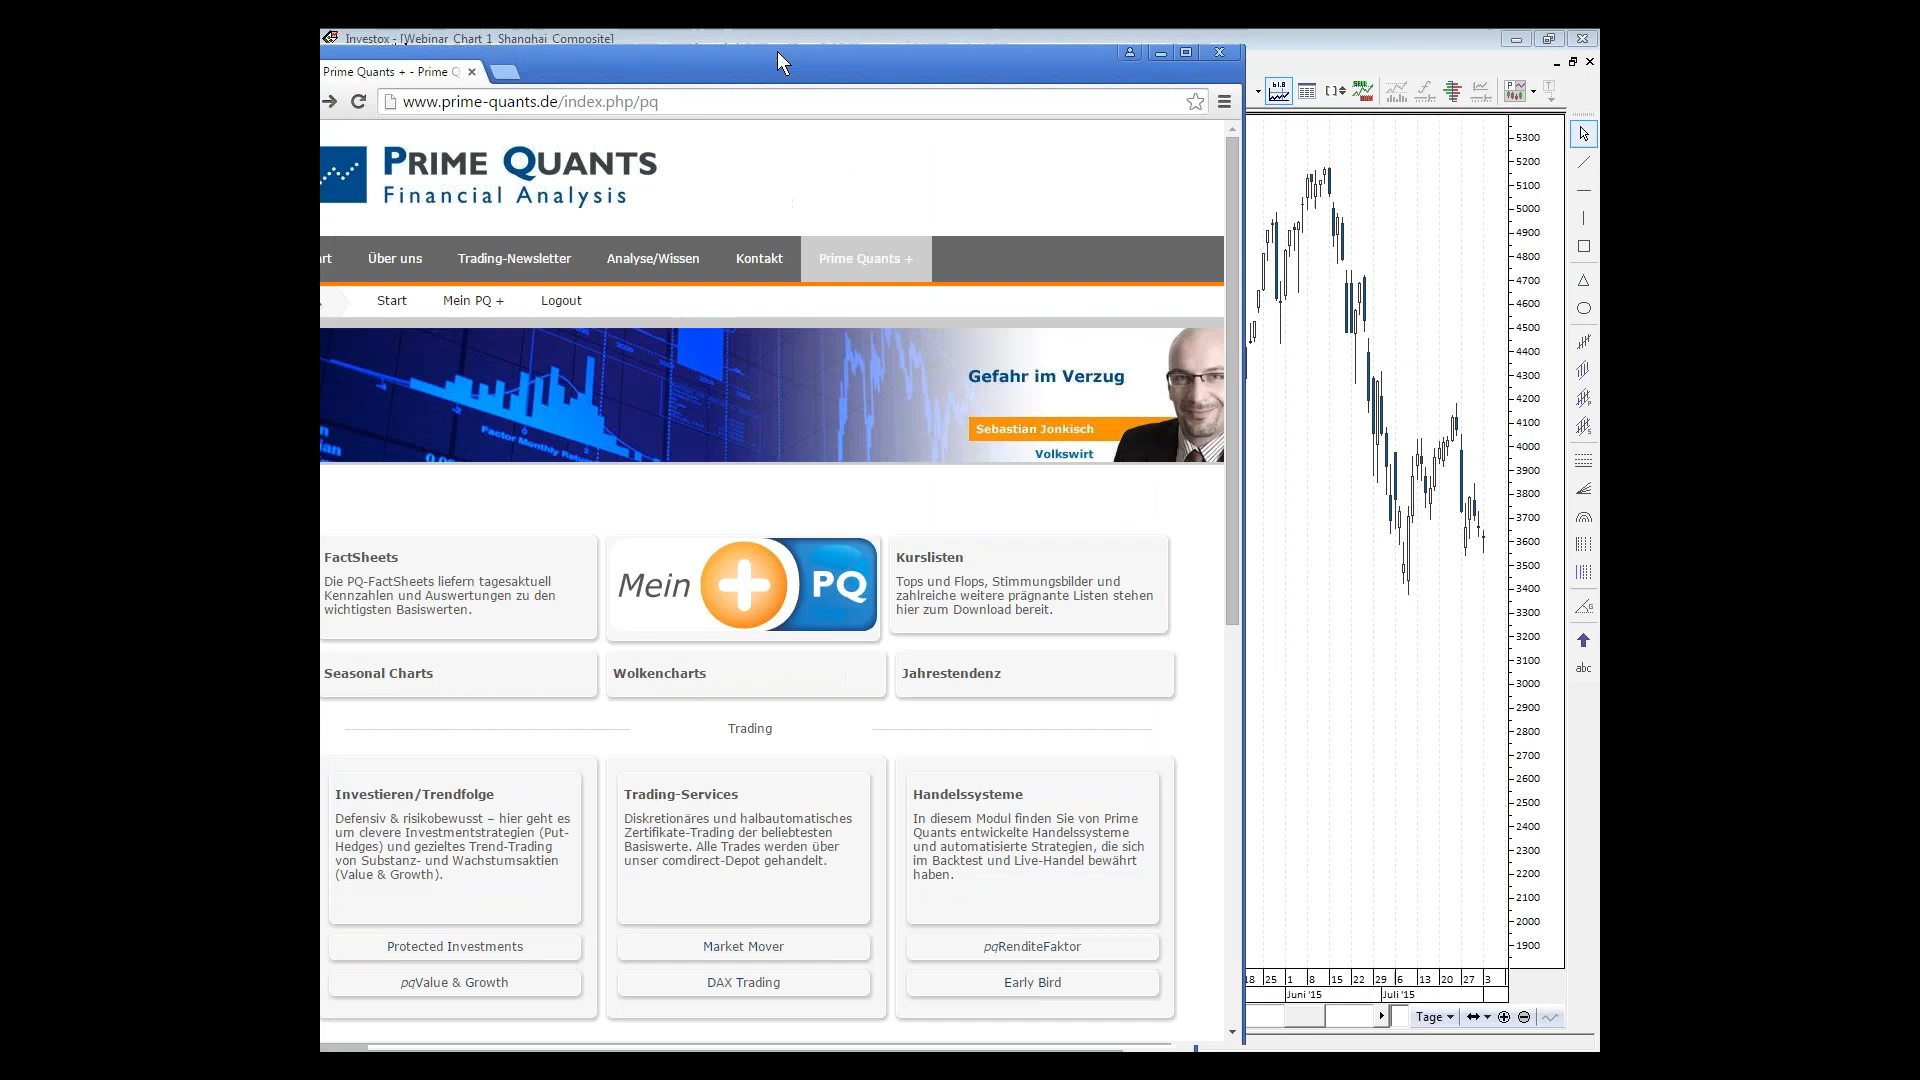 Investox - [Webinar Chart 1 Shanghai Composite]
Prime Quants + - Prime Q
www.prime-quants.de/index.php/pq
PRIME QUANTS
Financial Analysis
rt Über uns Trading-Newsletter Analyse/Wissen Kontakt Prime Quants +
Start Mein PQ + Logout
Gefahr im Verzug
Sebastian Jonkisch
Volkswirt
Factor Monthly Retur
FactSheets
Die PQ-FactSheets liefern tagesaktuell
Kennzahlen und Auswertungen zu den
wichtigsten Basiswerten.
Mein + PQ
Kurslisten
Tops und Flops, Stimmungsbilder und
zahlreiche weitere prägnante Listen stehen
hier zum Download bereit.
Seasonal Charts
Wolkencharts
Jahrestendenz
Trading
Investieren/Trendfolge
Defensiv & risikobewusst – hier geht es
um clevere Investmentstrategien (Put-
Hedges) und gezieltes Trend-Trading
von Substanz- und Wachstumsaktien
(Value & Growth).
Protected Investments
pqValue & Growth
Trading-Services
Diskretionäres und halbautomatisches
Zertifikate-Trading der beliebtesten
Basiswerte. Alle Trades werden über
unser comdirect-Depot gehandelt.
Market Mover
DAX Trading
Handelssysteme
In diesem Modul finden Sie von Prime
Quants entwickelte Handelssysteme
und automatisierte Strategien, die sich
im Backtest und Live-Handel bewährt
haben.
pqRenditeFaktor
Early Bird
5300
5200
5100
5000
4900
4800
4700
4600
4500
4400
4300
4200
4100
4000
3900
3800
3700
3600
3500
3400
3300
3200
3100
3000
2900
2800
2700
2600
2500
2400
2300
2200
2100
2000
1900
18 25 1 8 15 22 29 6 13 20 27 3
Juni '15 Juli '15
Tage
abc